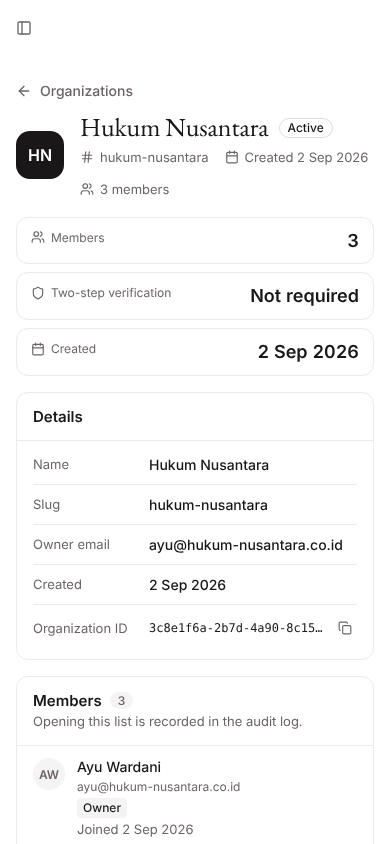 Organizations
Hukum Nusantara Active
HN
hukum-nusantara Created 2 Sep 2026
3 members
Members 3
Two-step verification Not required
Created 2 Sep 2026
Details
Name Hukum Nusantara
Slug hukum-nusantara
Owner email ayu@hukum-nusantara.co.id
Created 2 Sep 2026
Organization ID 3c8e1f6a-2b7d-4a90-8c15…
Members 3
Opening this list is recorded in the audit log.
AW Ayu Wardani
ayu@hukum-nusantara.co.id
Owner
Joined 2 Sep 2026